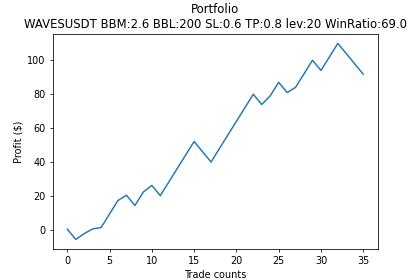 Portfolio
WAVESUSDT BBM:2.6 BBL:200 SL:0.6 TP:0.8 lev:20 WinRatio:69.0
Profit ($)
100
80
60
40
20
0
0 5 10 15 20 25 30 35
Trade counts